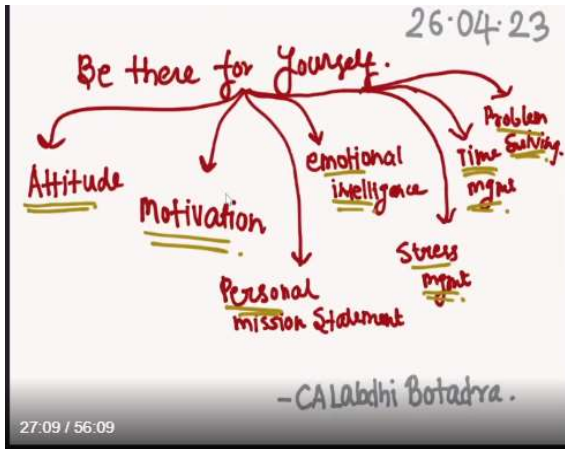 26.04.23
Be there for yourself.
Attitude
Motivation
Personal
mission Statement
emotional
intelligence
Stress
mgmt.
Time
mgmt
Problem
Solving.
- CA Labdhi Botadra.
27:09 / 56:09